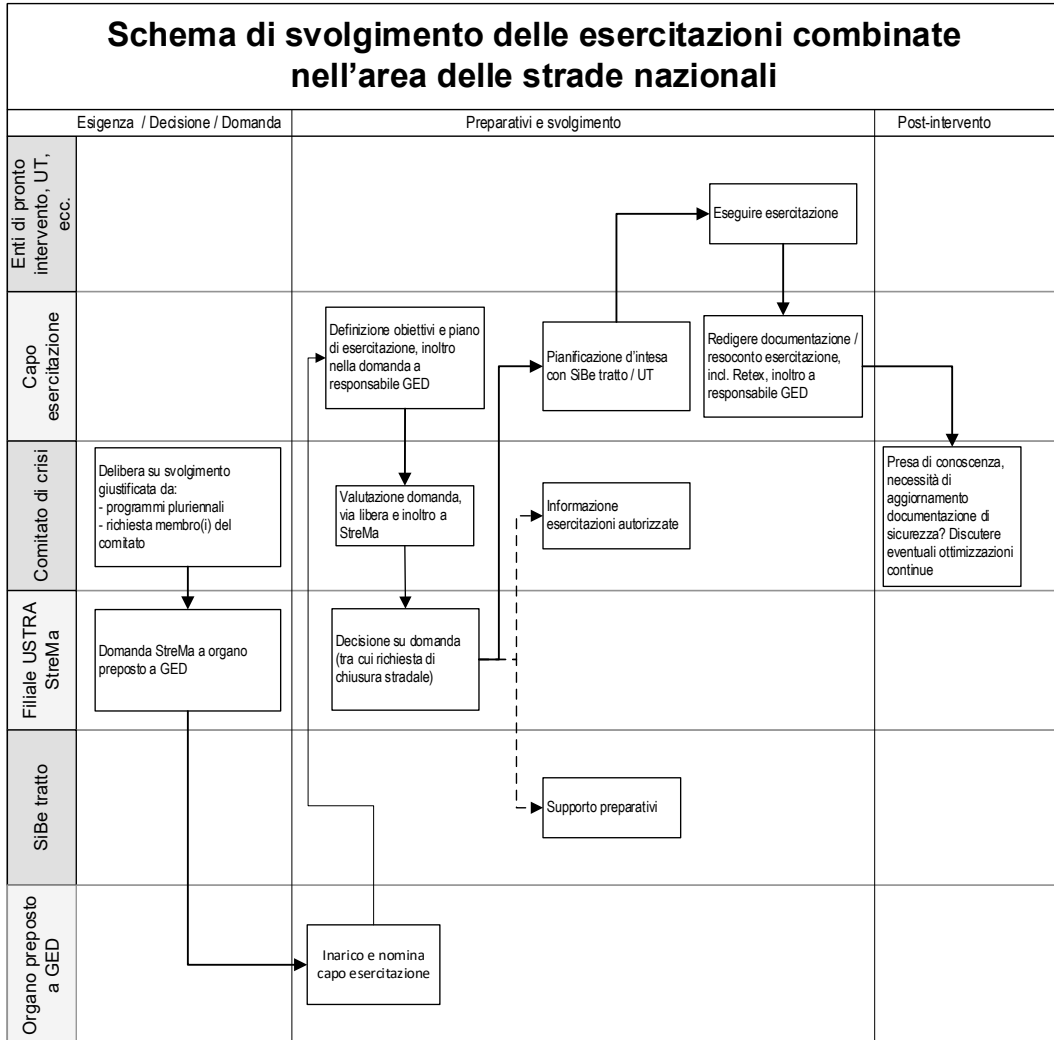 Schema di svolgimento delle esercitazioni combinate
nell’area delle strade nazionali
Esigenza / Decisione / Domanda
Preparativi e svolgimento
Post-intervento
Enti di pronto
intervento, UT,
ecc.
Eseguire esercitazione
Capo
esercitazione
Definizione obiettivi e piano
di esercitazione, inoltro
nella domanda a
responsabile GED
Pianificazione d’intesa
con SiBe tratto / UT
Redigere documentazione /
resoconto esercitazione,
incl. Retex, inoltro a
responsabile GED
Comitato di crisi
Delibera su svolgimento
giustificata da:
- programmi pluriennali
- richiesta membro(i) del
comitato
Valutazione domanda,
via libera e inoltro a
StreMa
Informazione
esercitazioni autorizzate
Presa di conoscenza,
necessità di
aggiornamento
documentazione di
sicurezza? Discutere
eventuali ottimizzazioni
continue
Filiale USTRA
StreMa
Domanda StreMa a organo
preposto a GED
Decisione su domanda
(tra cui richiesta di
chiusura stradale)
SiBe tratto
Supporto preparativi
Organo preposto
a GED
Inarico e nomina
capo esercitazione